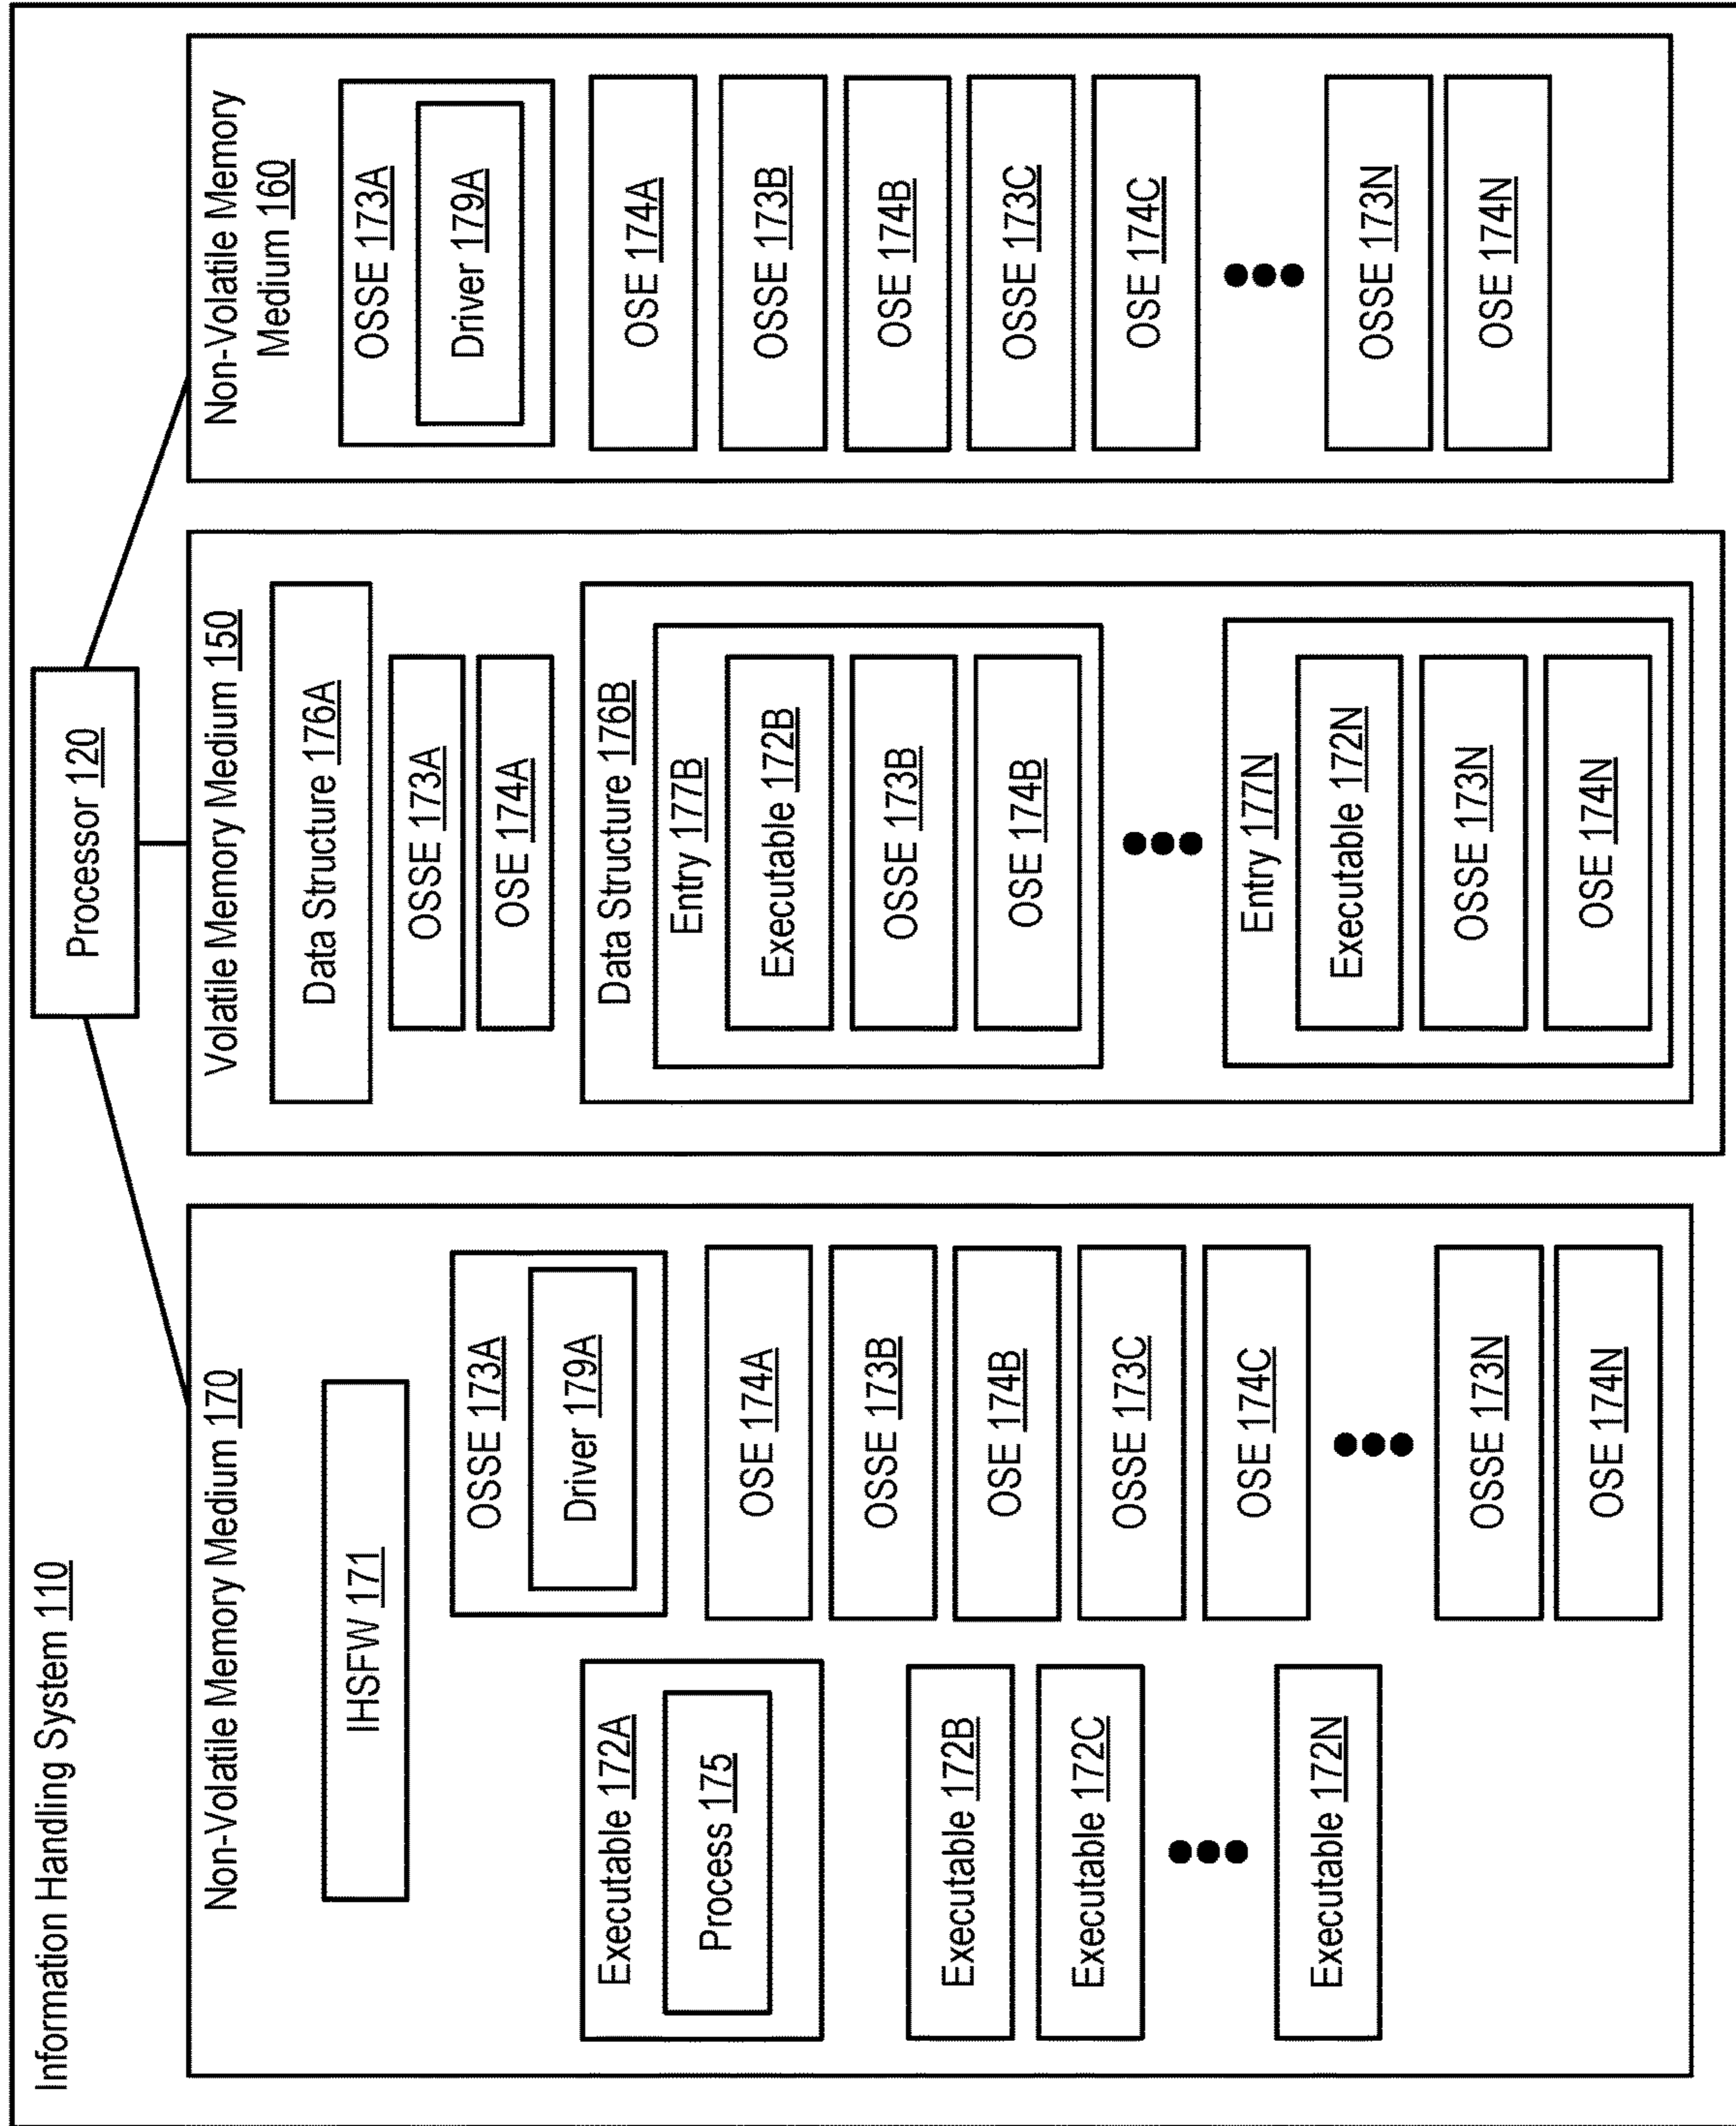 Information Handling System 110
Processor 120
Non-Volatile Memory Medium 170
IHSFW 171
Executable 172A
Process 175
Executable 172B
Executable 172C
Executable 172N
OSSE 173A
Driver 179A
OSE 174A
OSSE 173B
OSE 174B
OSSE 173C
OSE 174C
OSSE 173N
OSE 174N
Volatile Memory Medium 150
Data Structure 176A
OSSE 173A
OSE 174A
Data Structure 176B
Entry 177B
Executable 172B
OSSE 173B
OSE 174B
Entry 177N
Executable 172N
OSSE 173N
OSE 174N
Non-Volatile Memory
Medium 160
OSSE 173A
Driver 179A
OSE 174A
OSSE 173B
OSE 174B
OSSE 173C
OSE 174C
OSSE 173N
OSE 174N